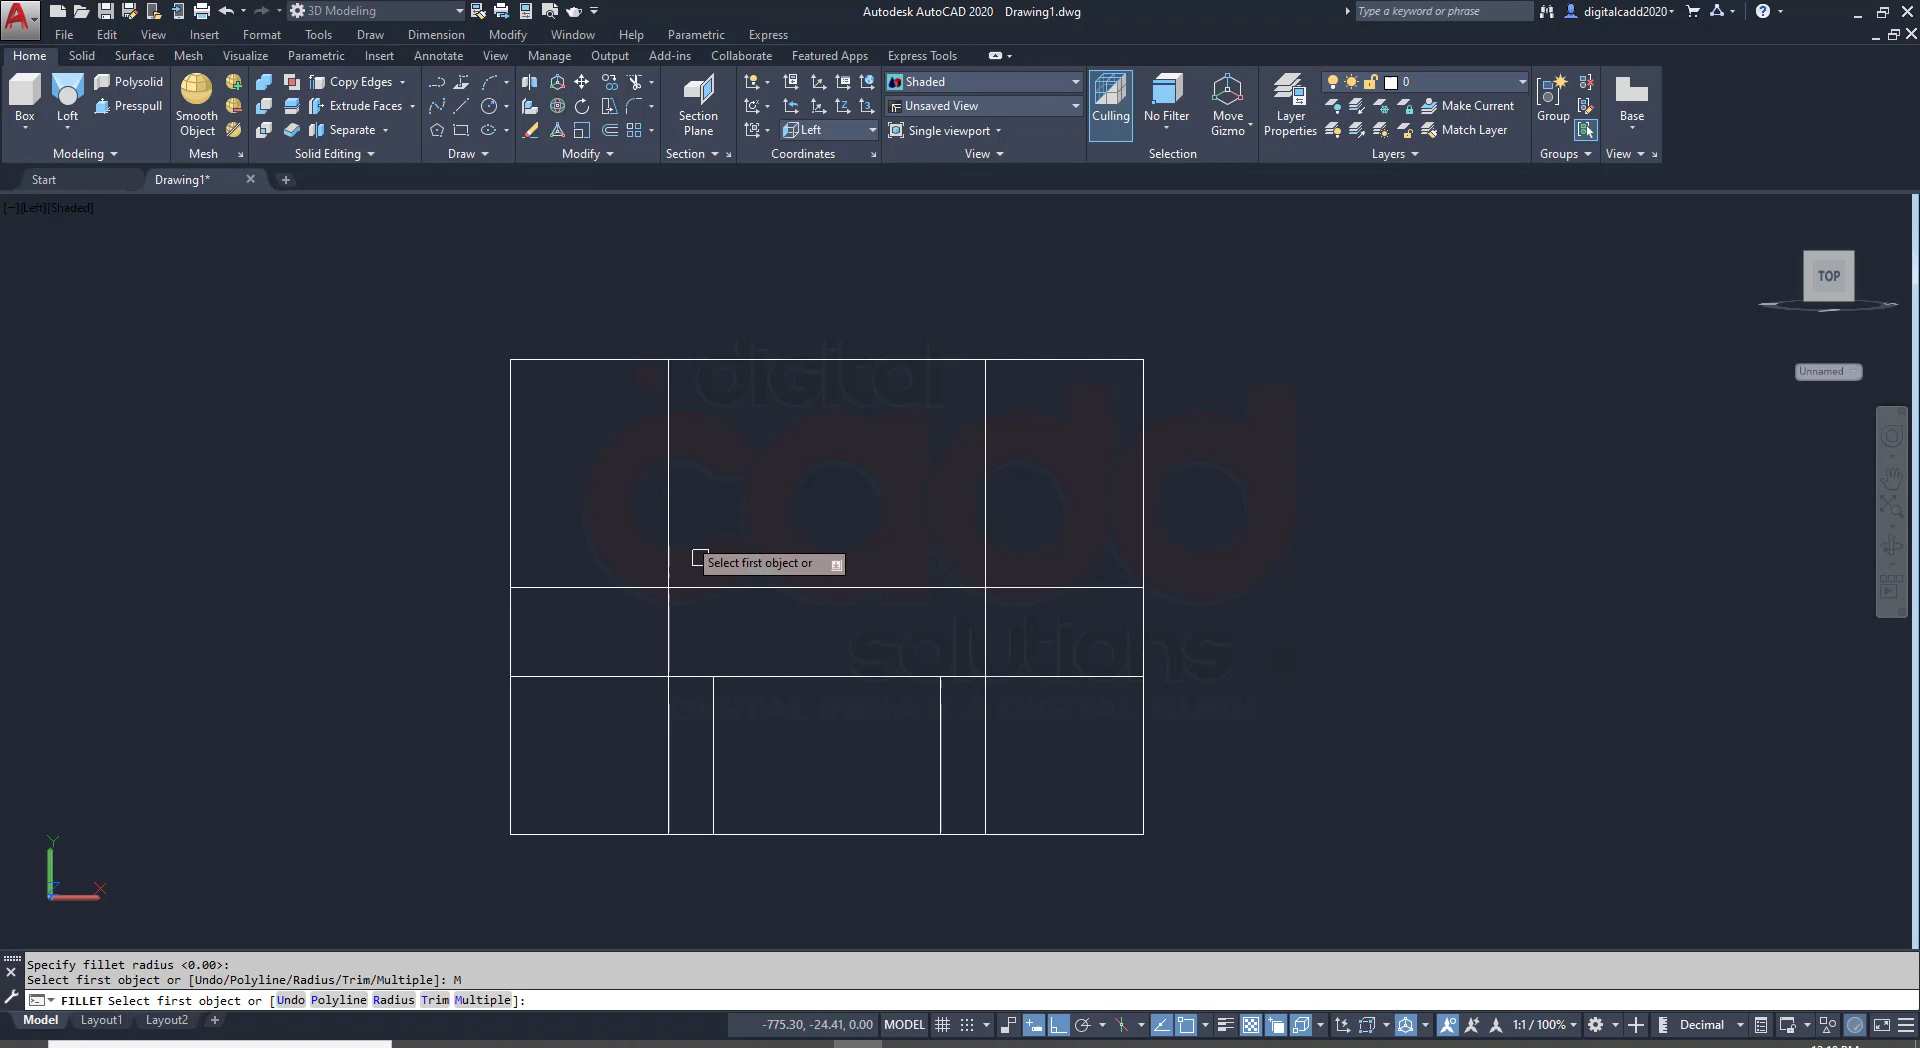 3D Modeling
Autodesk AutoCAD 2020 Drawing1.dwg
Type a keyword or phrase
digitalcadd2020
File Edit View Insert Format Tools Draw Dimension Modify Window Help Parametric Express
Home Solid Surface Mesh Visualize Parametric Insert Annotate View Manage Output Add-ins Collaborate Featured Apps Express Tools
Box
Loft
Polysolid
Presspull
Modeling
Smooth
Object
Mesh
Copy Edges
Extrude Faces
Separate
Solid Editing
Draw
Modify
Section
Plane
Section
Left
Coordinates
Shaded
Unsaved View
Single viewport
View
Culling
No Filter
Move
Gizmo
Selection
Layer
Properties
0
Make Current
Match Layer
Layers
Group
Groups
Base
View
Start
Drawing1*
[−][Left][Shaded]
TOP
Unnamed
digital
cadd
solutions
Select first object or
Y
X
Z
Specify fillet radius <0.00>:
Select first object or [Undo/Polyline/Radius/Trim/Multiple]: M
FILLET Select first object or [Undo Polyline Radius Trim Multiple]:
Model Layout1 Layout2
-775.30, -24.41, 0.00 MODEL
1:1 / 100%
Decimal